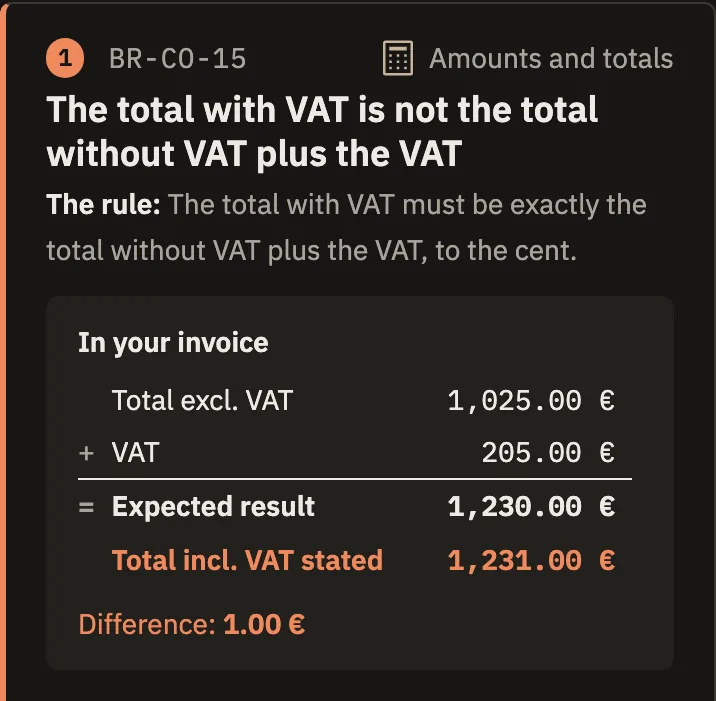 1 BR-CO-15 Amounts and totals
The total with VAT is not the total
without VAT plus the VAT
The rule: The total with VAT must be exactly the
total without VAT plus the VAT, to the cent.
In your invoice
Total excl. VAT 1,025.00 €
+ VAT 205.00 €
= Expected result 1,230.00 €
Total incl. VAT stated 1,231.00 €
Difference: 1.00 €